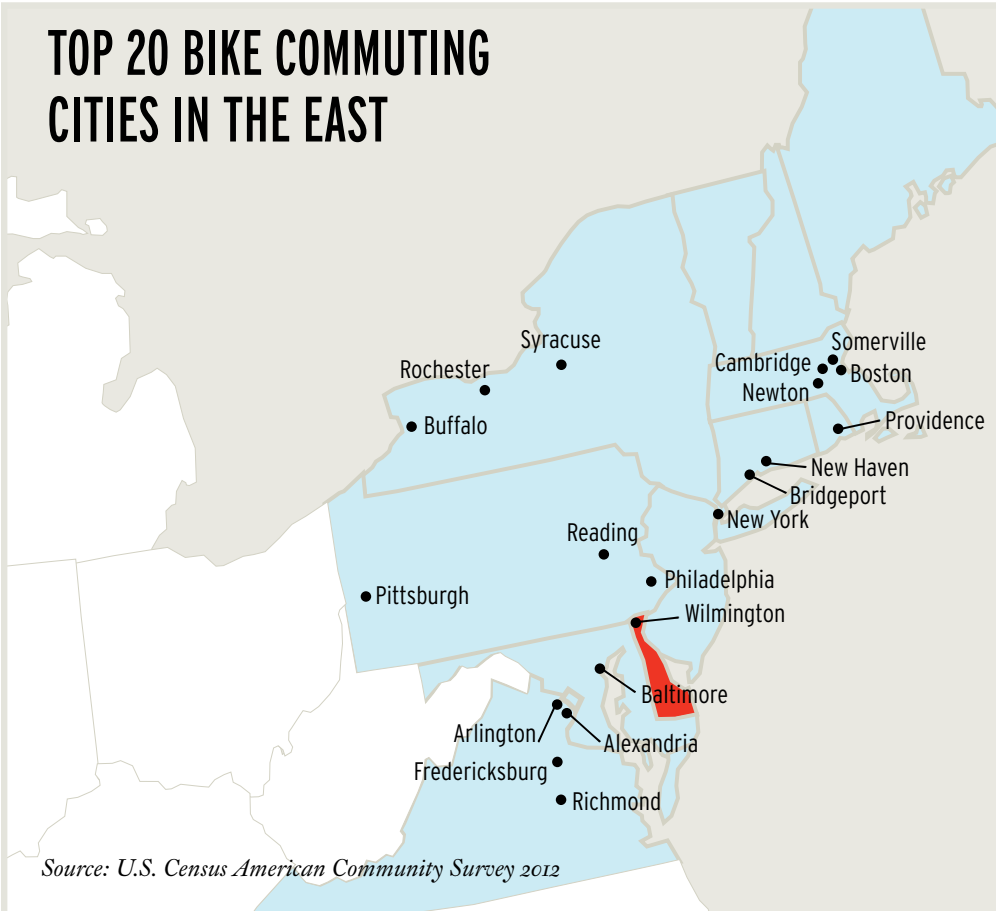 TOP 20 BIKE COMMUTING
CITIES IN THE EAST
Syracuse
Somerville
Rochester
Cambridge
Boston
Newton
Buffalo
Providence
New Haven
Bridgeport
New York
Reading
Philadelphia
Pittsburgh
Wilmington
Baltimore
Arlington
Alexandria
Fredericksburg
Richmond
Source: U.S. Census American Community Survey 2012